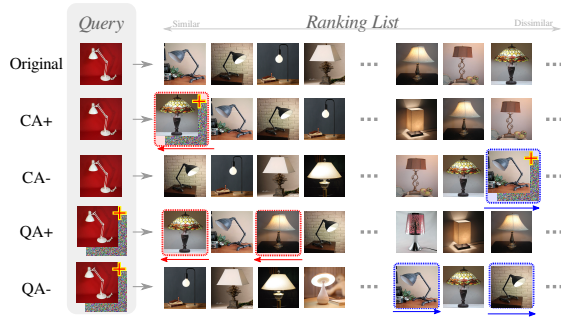 Query
Ranking List
Similar
Dissimilar
Original
CA+
CA-
QA+
QA-